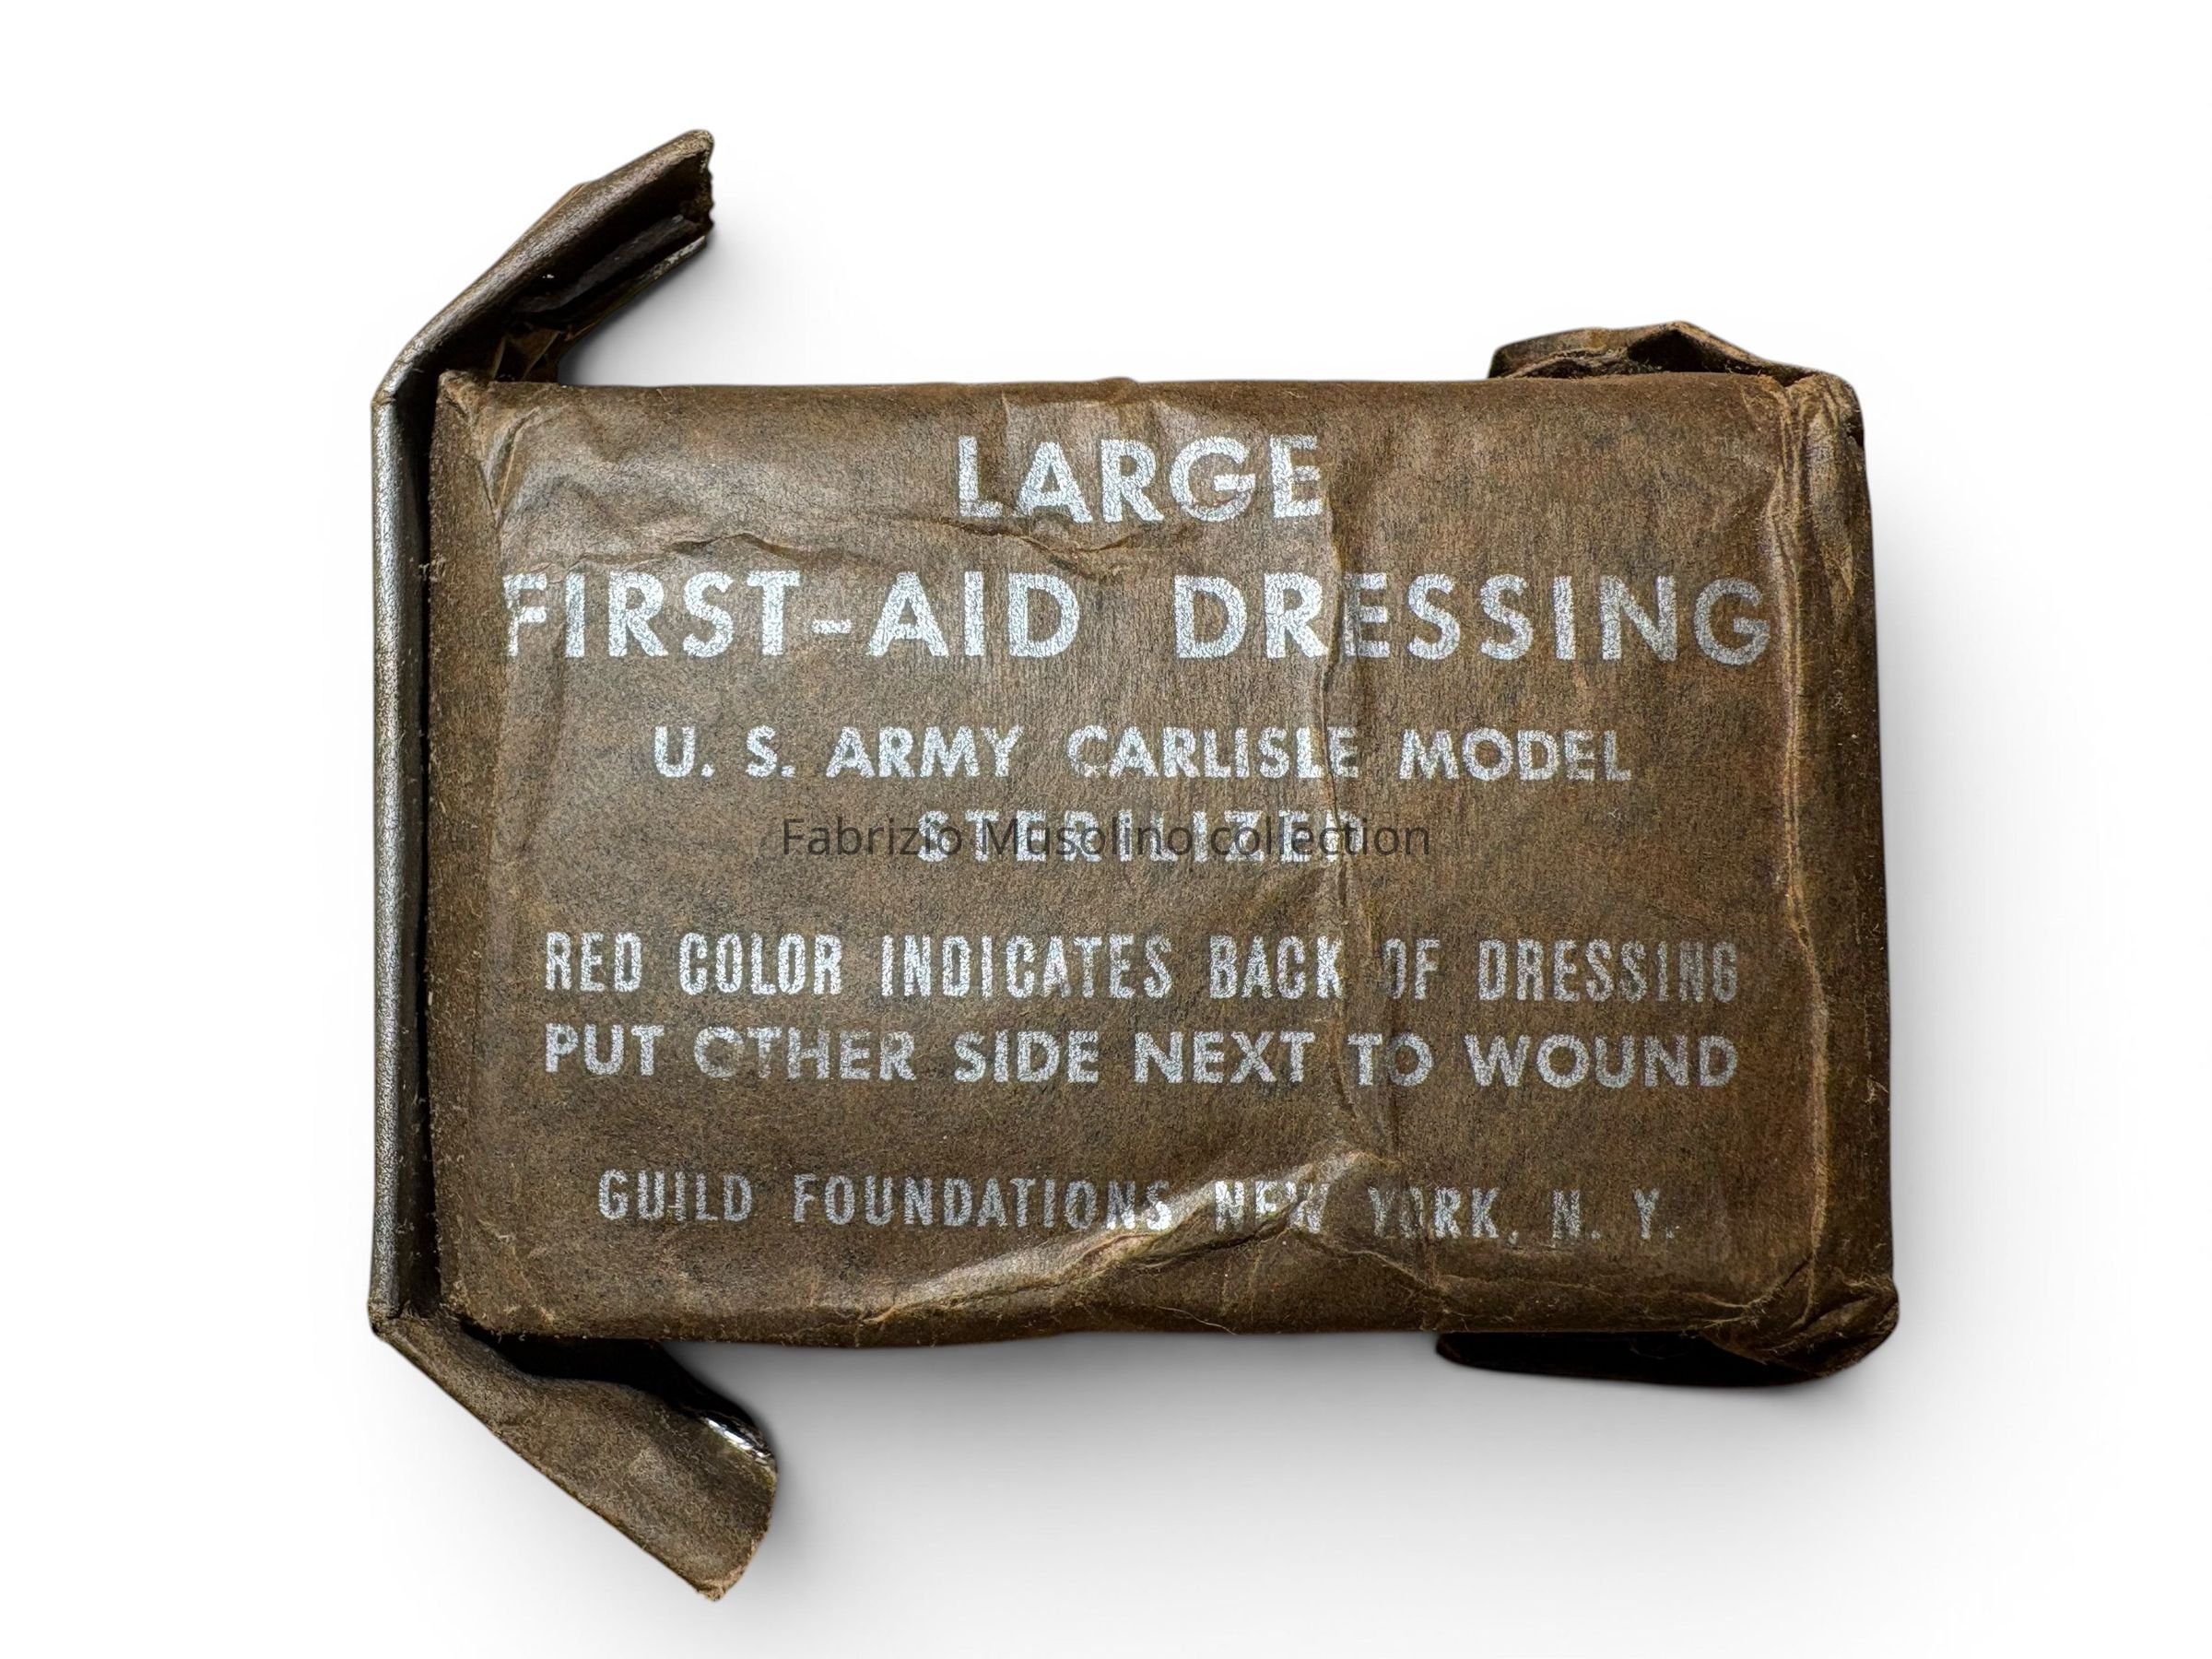 LARGE
FIRST-AID DRESSING
U. S. ARMY CARLISLE MODEL
STERILIZED
Fabrizio Musolino collection
RED COLOR INDICATES BACK OF DRESSING
PUT OTHER SIDE NEXT TO WOUND
GUILD FOUNDATIONS NEW YORK, N. Y.